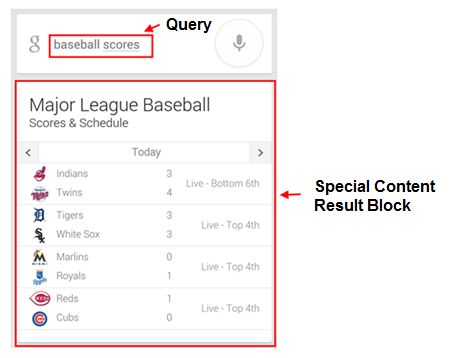 Query
g baseball scores
Major League Baseball
Scores & Schedule
< Today >
Indians 3
Live - Bottom 6th
Twins 4
Tigers 3
Live - Top 4th
White Sox 3
Marlins 0
Live - Top 4th
Royals 1
Reds 1
Live - Top 4th
Cubs 0
Special Content
Result Block